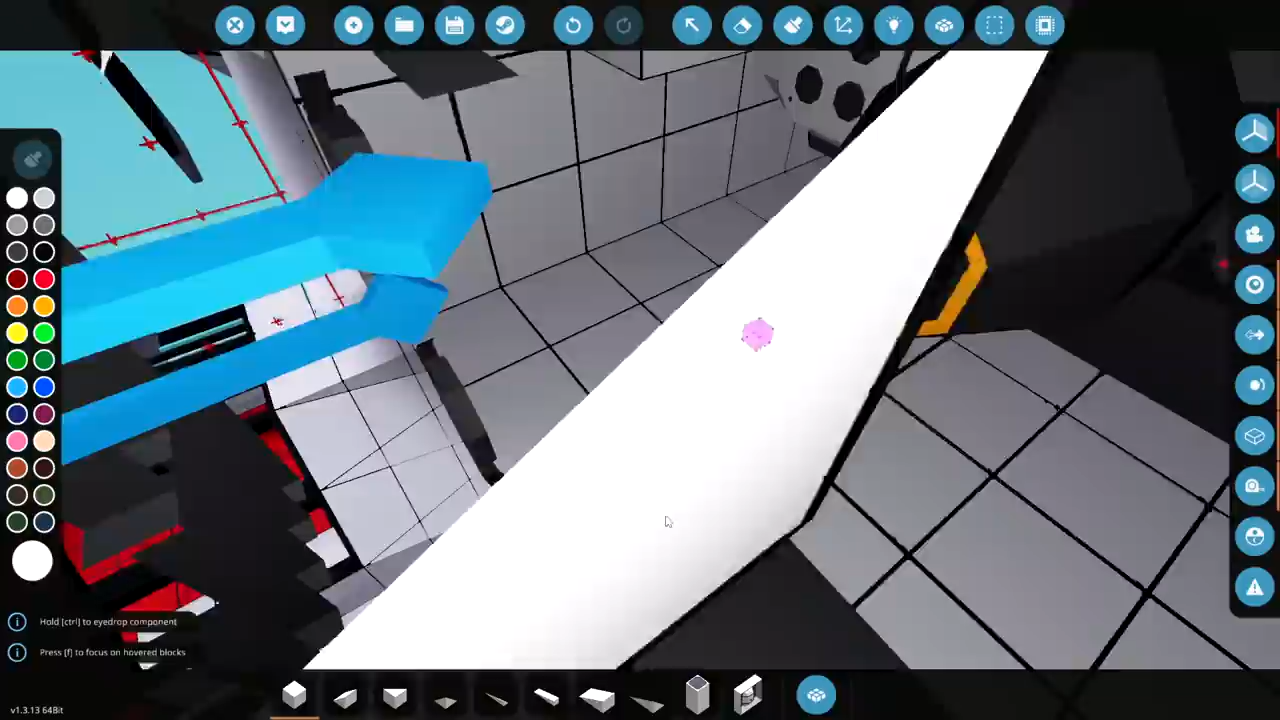 Hold [ctrl] to eyedrop component
Press [f] to focus on hovered blocks
v1.3.13 64Bit